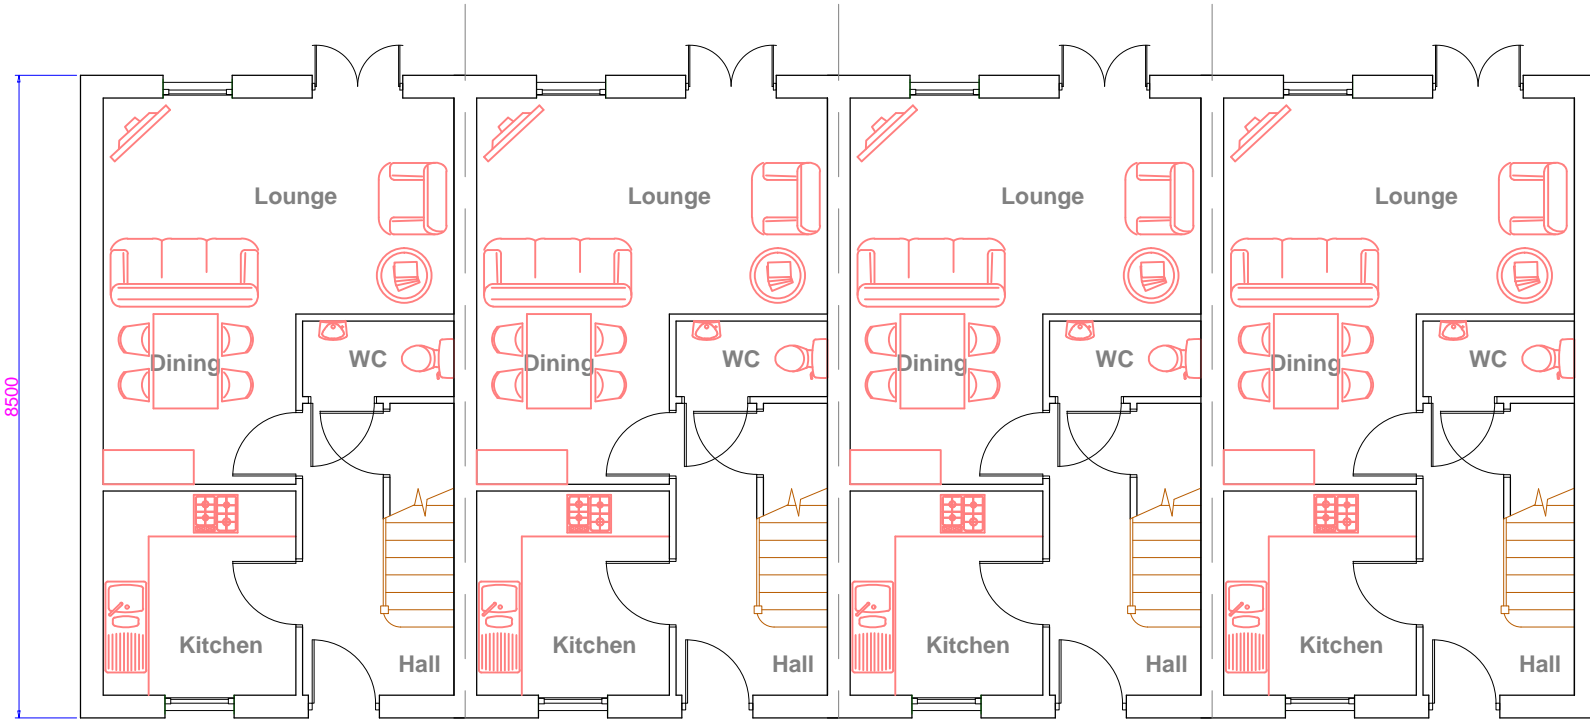 Lounge Lounge Lounge Lounge
Dining WC Dining WC Dining WC Dining WC
8500
Kitchen Kitchen Kitchen Kitchen
Hall Hall Hall Hall